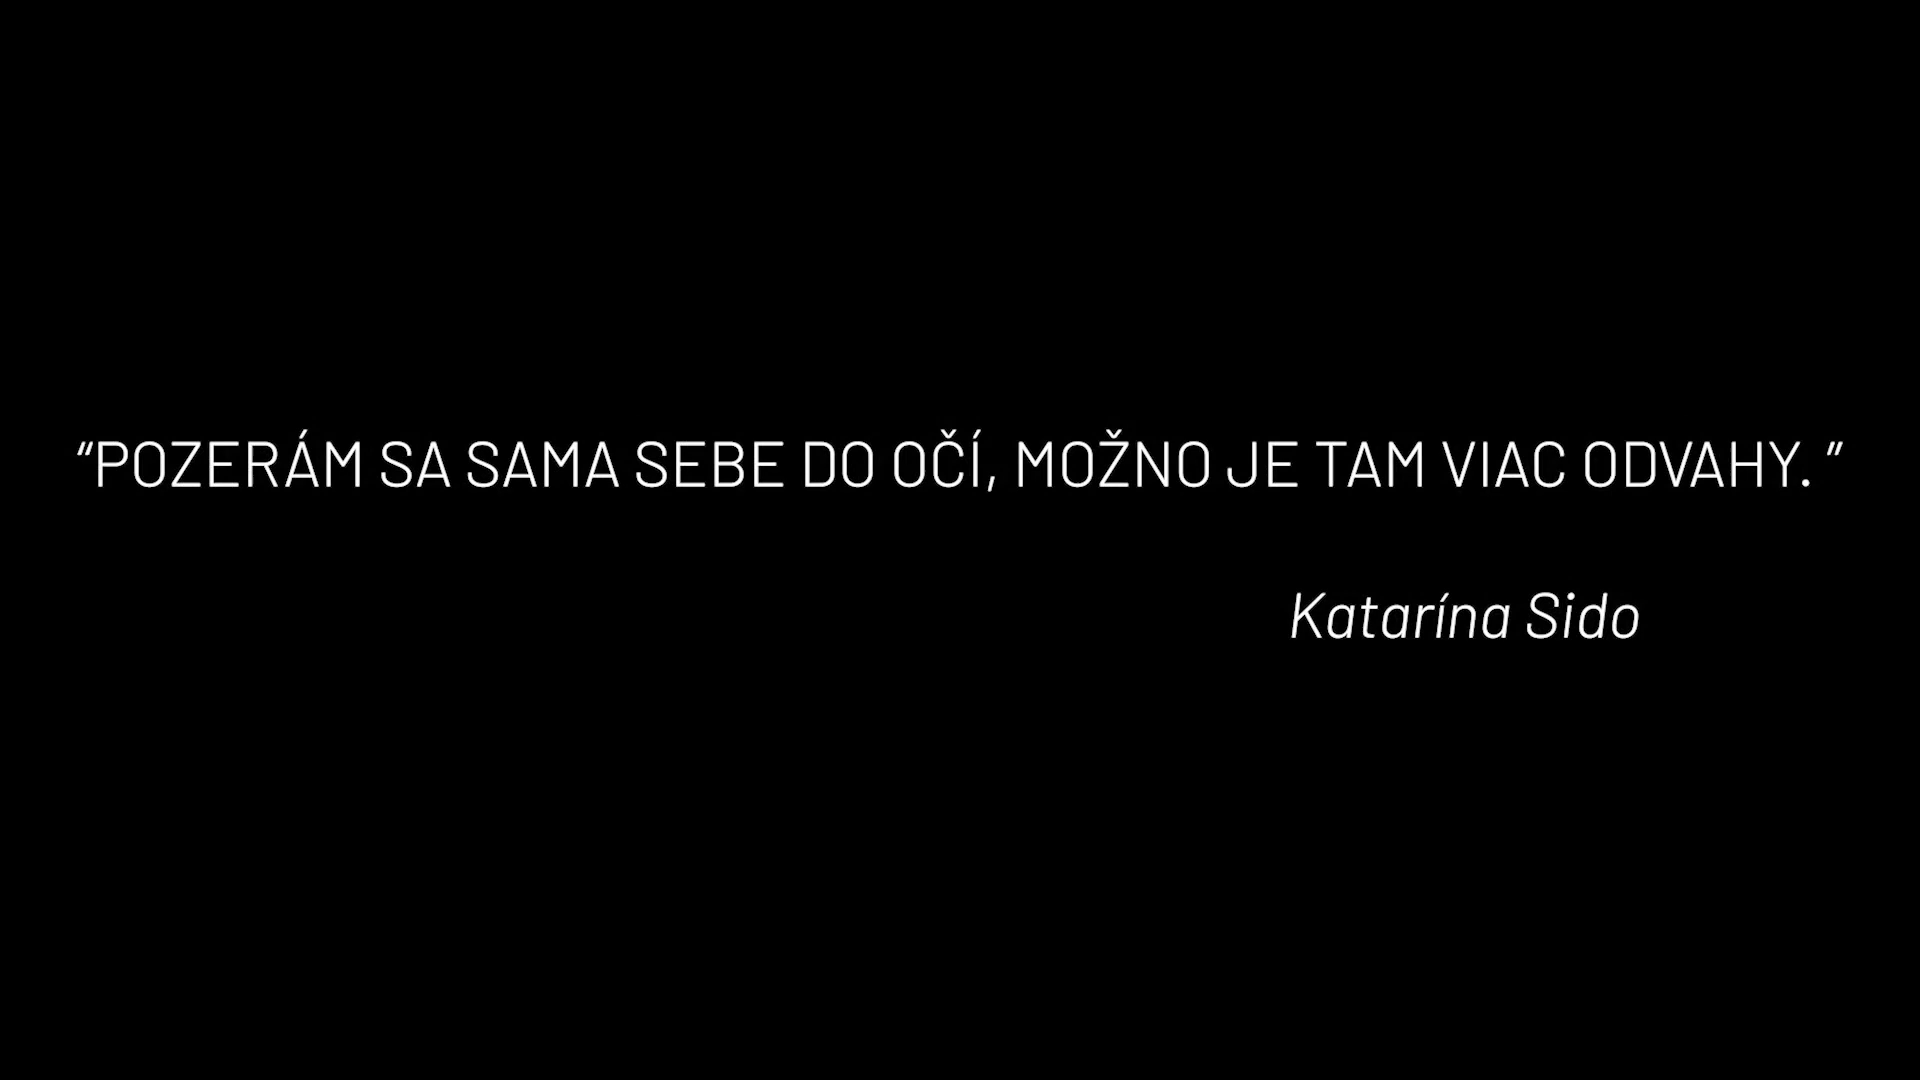 “POZERÁM SA SAMA SEBE DO OČÍ, MOŽNO JE TAM VIAC ODVAHY. ”
Katarína Sido